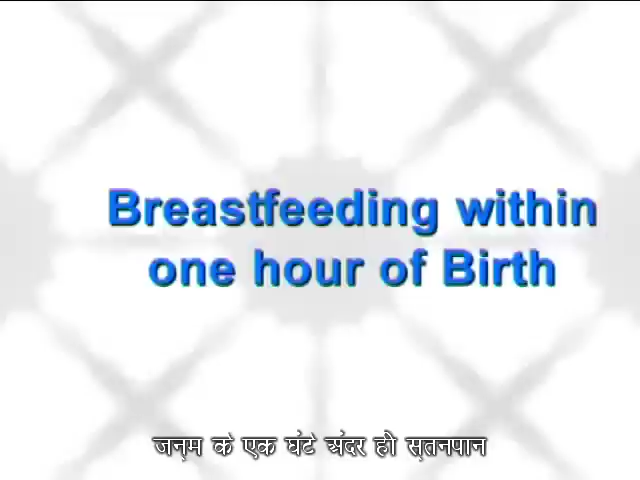 Breastfeeding within
one hour of Birth
जन्म के एक घंटे अंदर ही स्तनपान